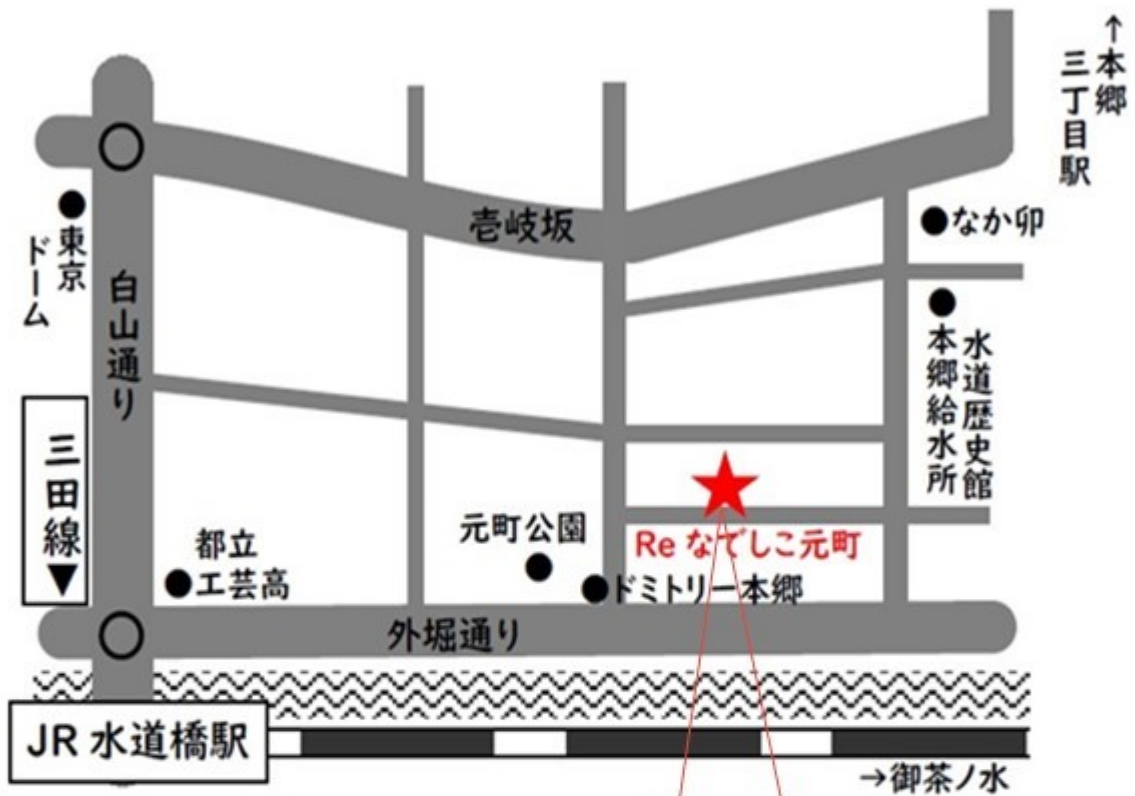 ↑本郷
三丁目駅
壱岐坂
なか卯
東京
ドーム
白山通り
水道歴史館
本郷給水所
三田線▼
元町公園
都立
工芸高
Re なでしこ元町
ドミトリー本郷
外堀通り
JR 水道橋駅
→御茶ノ水